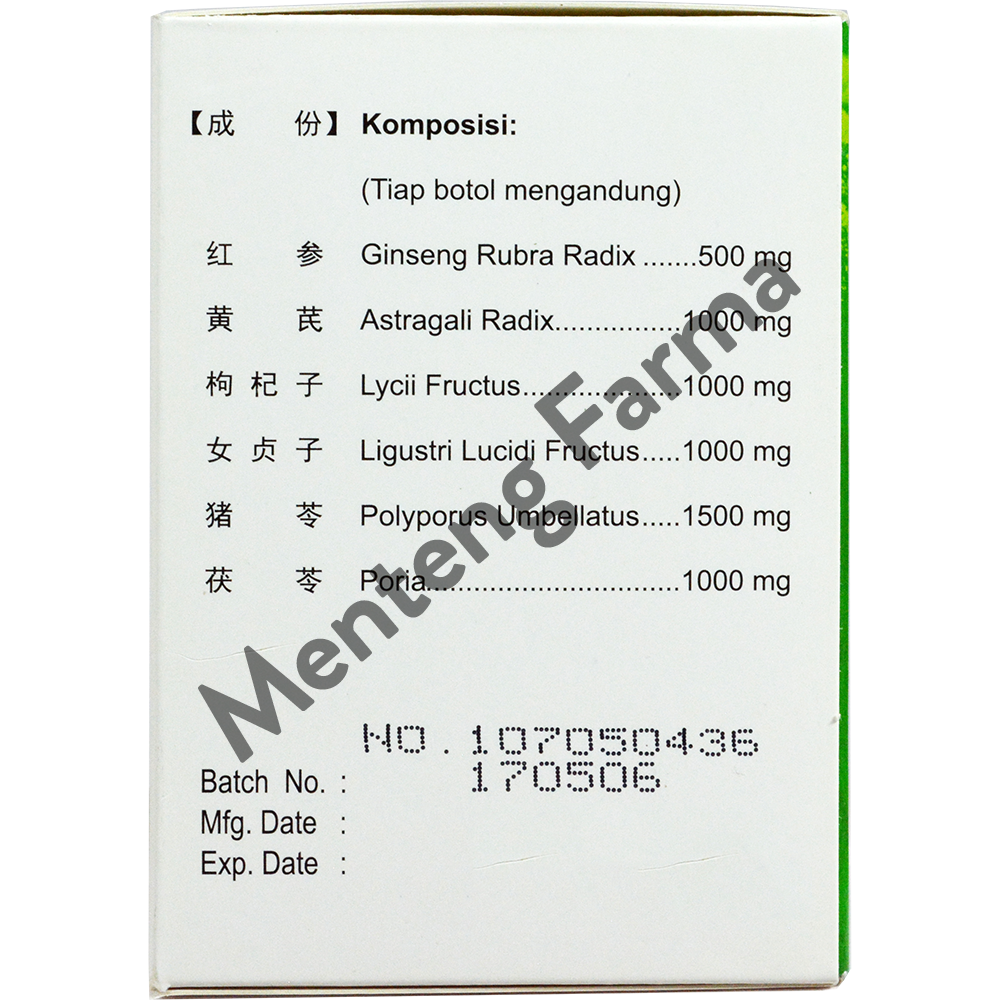 【成 份】 Komposisi:
(Tiap botol mengandung)
红 参 Ginseng Rubra Radix .......500 mg
黄 芪 Astragali Radix................1000 mg
枸 杞 子 Lycii Fructus....................1000 mg
女 贞 子 Ligustri Lucidi Fructus.....1000 mg
猪 苓 Polyporus Umbellatus.....1500 mg
茯 苓 Poria................................1000 mg
Menteng Farma
NO. 107050436
Batch No. : 170506
Mfg. Date :
Exp. Date :